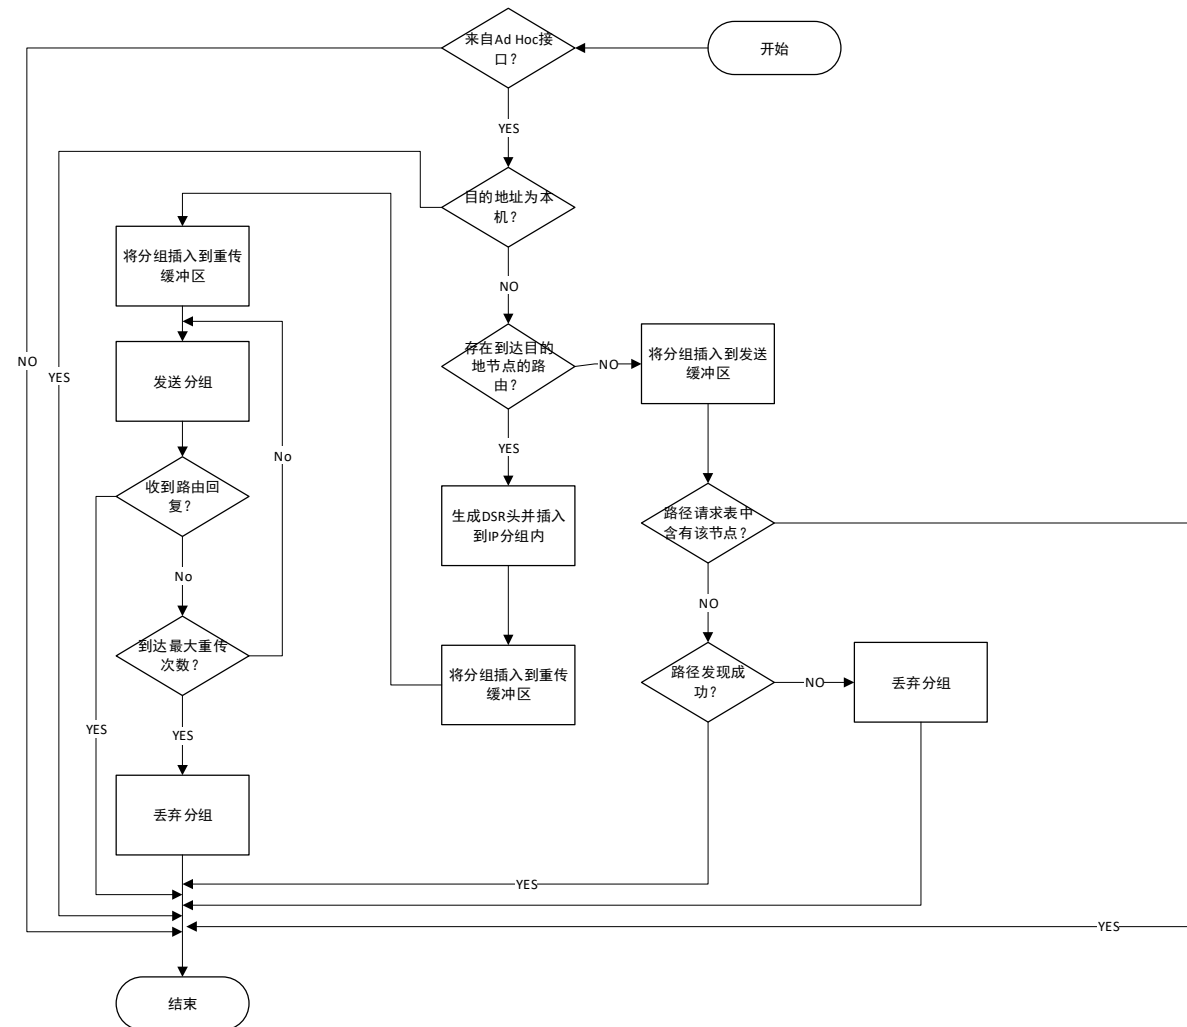 来自Ad Hoc接
口?
开始
YES
目的地址为本
机?
将分组插入到重传
缓冲区
NO
存在到达目的
地节点的路
由?
NO
将分组插入到发送
缓冲区
NO
YES
发送分组
YES
No
收到路由回
复?
生成DSR头并插入
到IP分组内
路径请求表中
含有该节点?
No
NO
到达最大重传
次数?
将分组插入到重传
缓冲区
路径发现成
功?
NO
丢弃分组
YES
YES
丢弃分组
YES
YES
结束